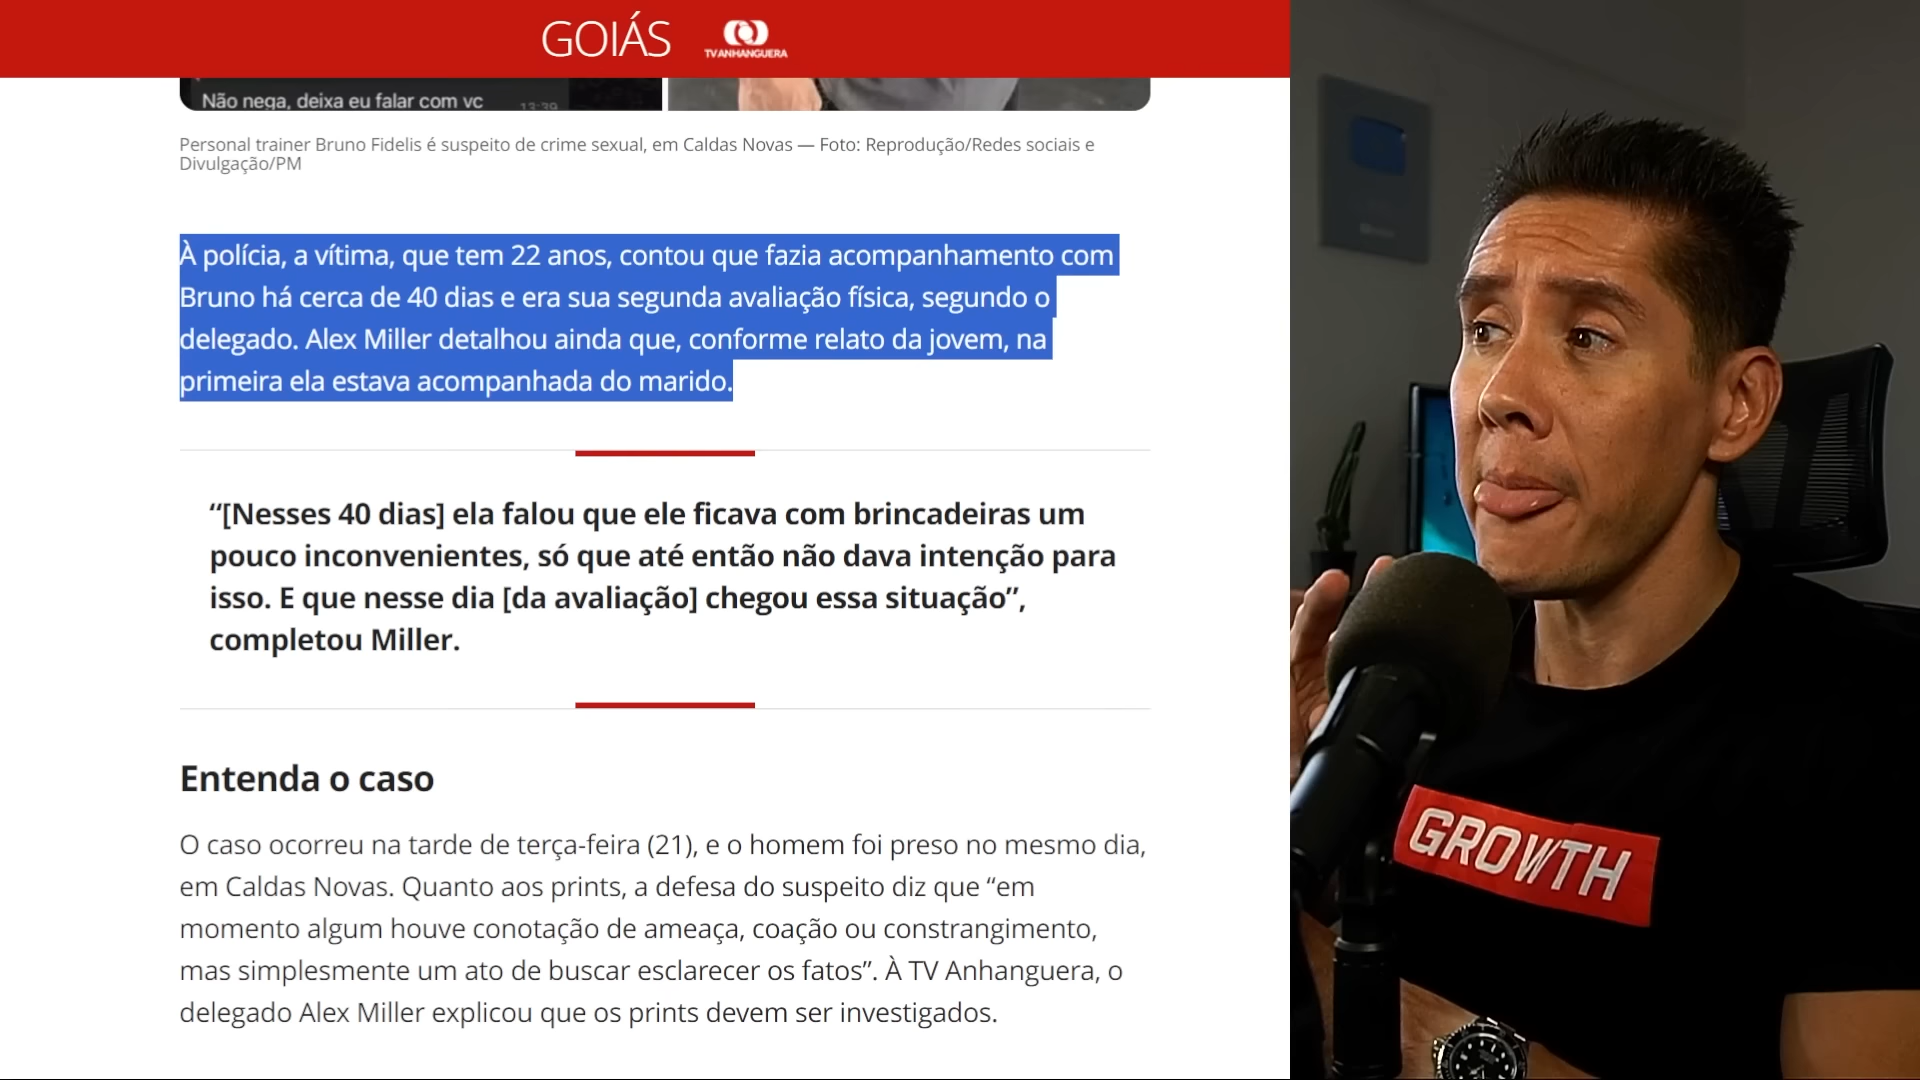 GOIÁS
TV ANHANGUERA
Não nega, deixa eu falar com vc
13:39
Personal trainer Bruno Fidelis é suspeito de crime sexual, em Caldas Novas — Foto: Reprodução/Redes sociais e
Divulgação/PM
À polícia, a vítima, que tem 22 anos, contou que fazia acompanhamento com
Bruno há cerca de 40 dias e era sua segunda avaliação física, segundo o
delegado. Alex Miller detalhou ainda que, conforme relato da jovem, na
primeira ela estava acompanhada do marido.
“[Nesses 40 dias] ela falou que ele ficava com brincadeiras um
pouco inconvenientes, só que até então não dava intenção para
isso. E que nesse dia [da avaliação] chegou essa situação”,
completou Miller.
Entenda o caso
O caso ocorreu na tarde de terça-feira (21), e o homem foi preso no mesmo dia,
em Caldas Novas. Quanto aos prints, a defesa do suspeito diz que “em
momento algum houve conotação de ameaça, coação ou constrangimento,
mas simplesmente um ato de buscar esclarecer os fatos”. À TV Anhanguera, o
delegado Alex Miller explicou que os prints devem ser investigados.
GROWTH